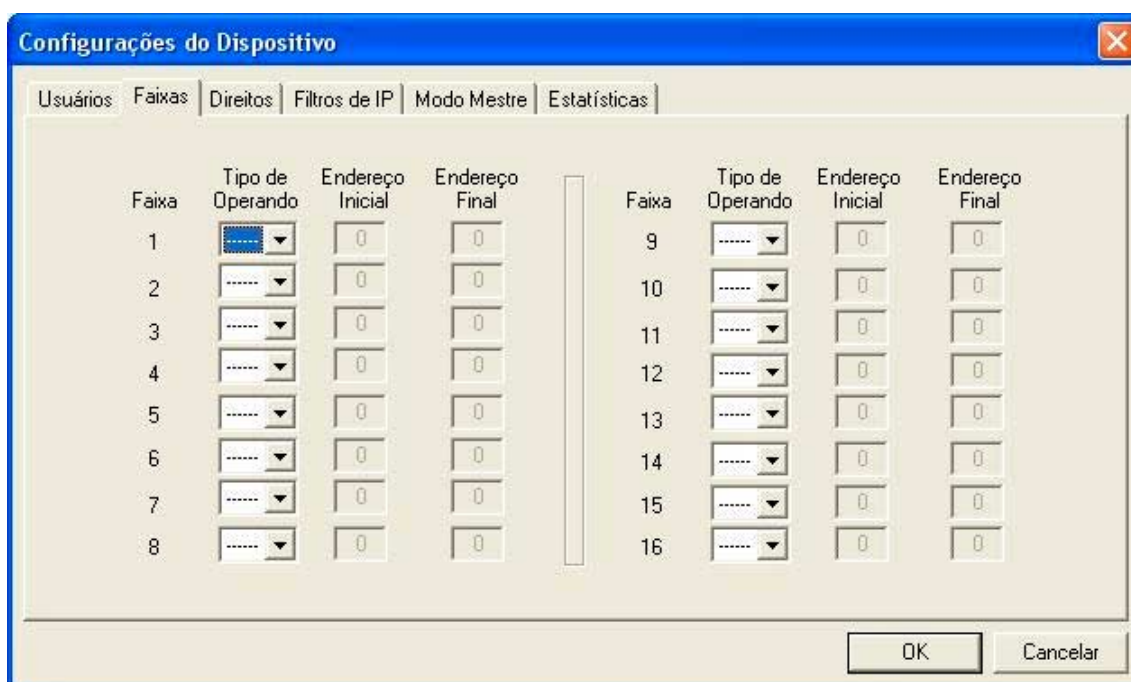 Configurações do Dispositivo
Usuários Faixas Direitos Filtros de IP Modo Mestre Estatísticas
Faixa Tipo de Operando Endereço Inicial Endereço Final Faixa Tipo de Operando Endereço Inicial Endereço Final
1 ------ 0 0 9 ------ 0 0
2 ------ 0 0 10 ------ 0 0
3 ------ 0 0 11 ------ 0 0
4 ------ 0 0 12 ------ 0 0
5 ------ 0 0 13 ------ 0 0
6 ------ 0 0 14 ------ 0 0
7 ------ 0 0 15 ------ 0 0
8 ------ 0 0 16 ------ 0 0
OK Cancelar